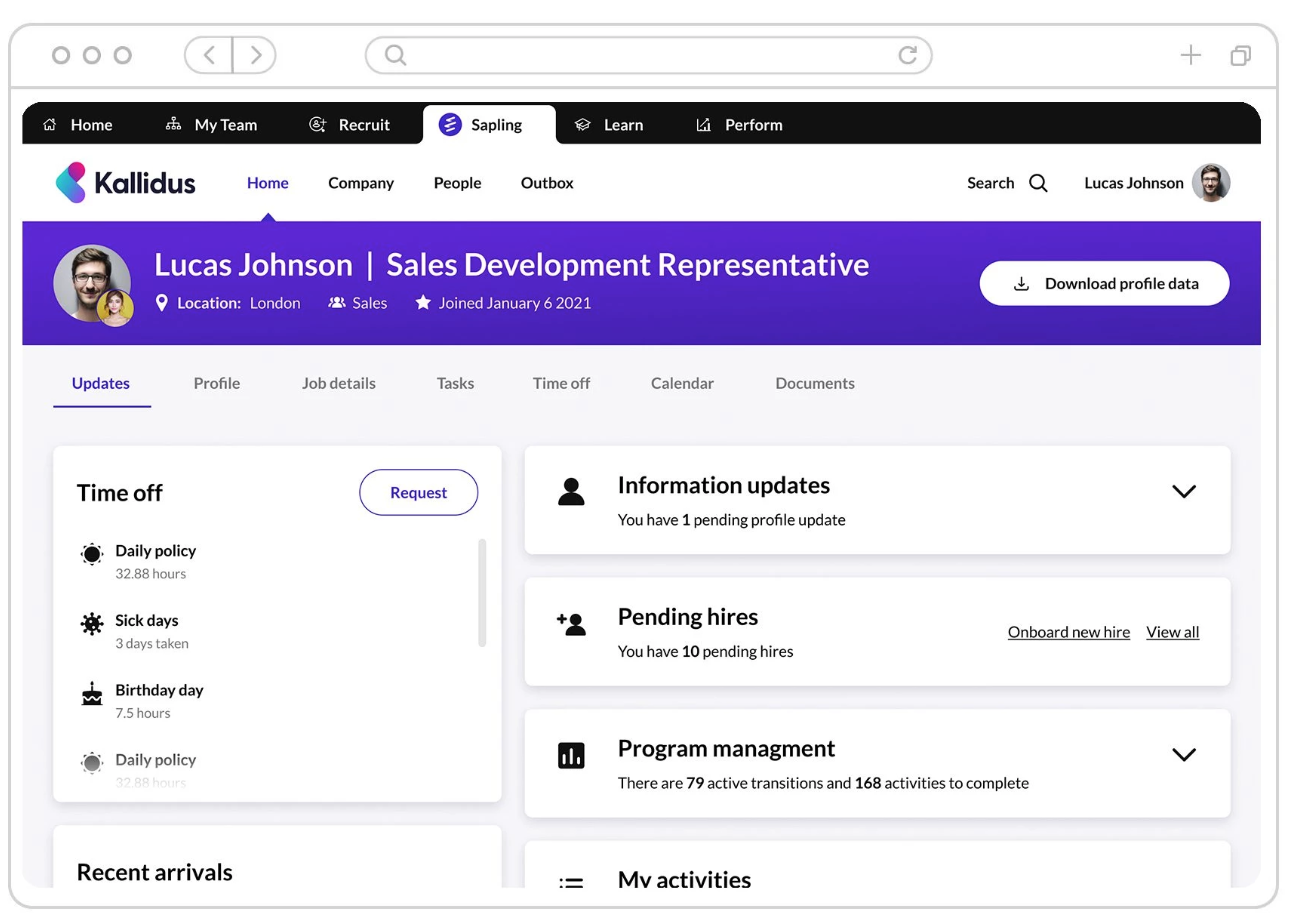 Home My Team Recruit Sapling Learn Perform
Kallidus Home Company People Outbox Search Lucas Johnson
Lucas Johnson | Sales Development Representative
Location: London Sales Joined January 6 2021
Download profile data
Updates Profile Job details Tasks Time off Calendar Documents
Time off
Request
Daily policy
32.88 hours
Sick days
3 days taken
Birthday day
7.5 hours
Daily policy
32.88 hours
Recent arrivals
Information updates
You have 1 pending profile update
Pending hires
You have 10 pending hires
Onboard new hire View all
Program managment
There are 79 active transitions and 168 activities to complete
My activities